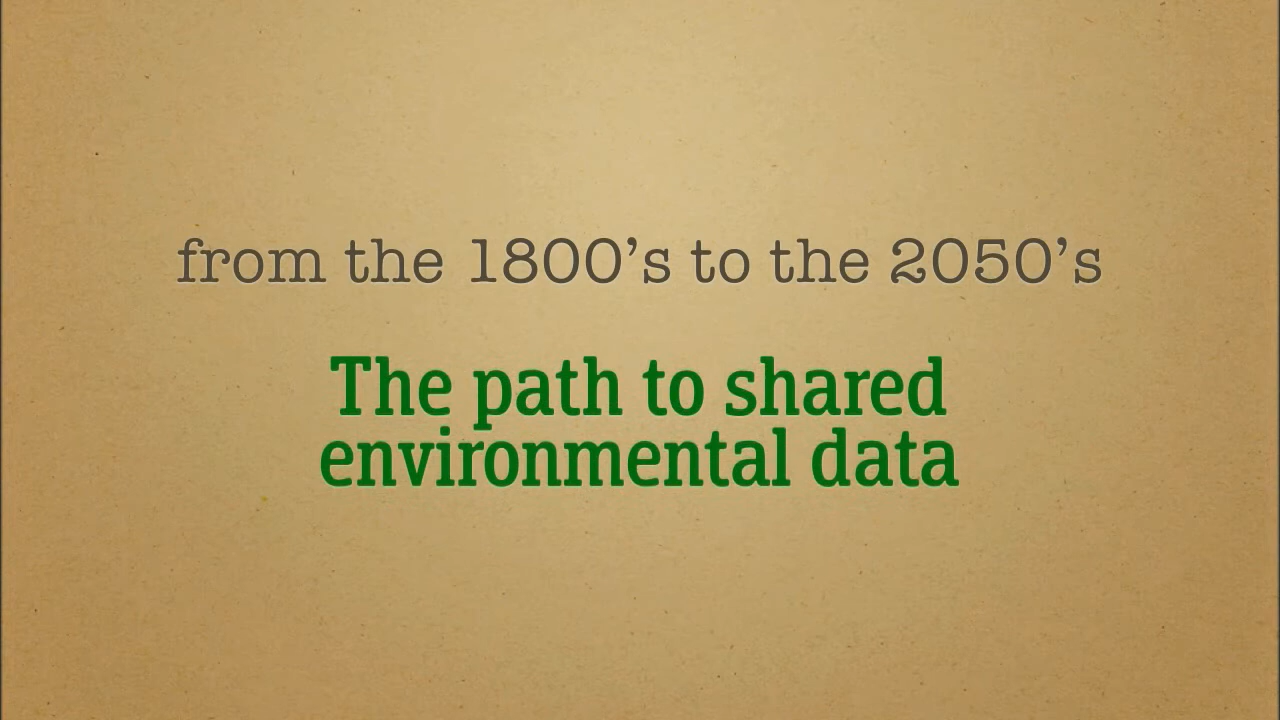 from the 1800’s to the 2050’s
The path to shared
environmental data